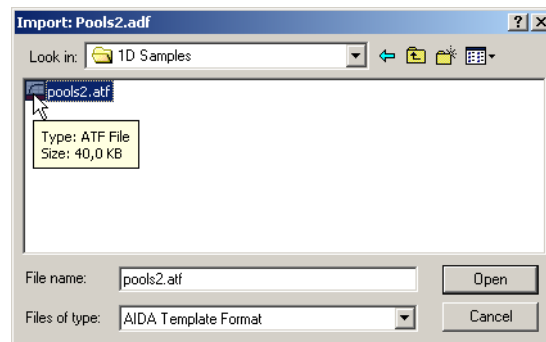 Import: Pools2.adf
Look in: 1D Samples
pools2.atf
Type: ATF File
Size: 40,0 KB
File name: pools2.atf Open
Files of type: AIDA Template Format Cancel